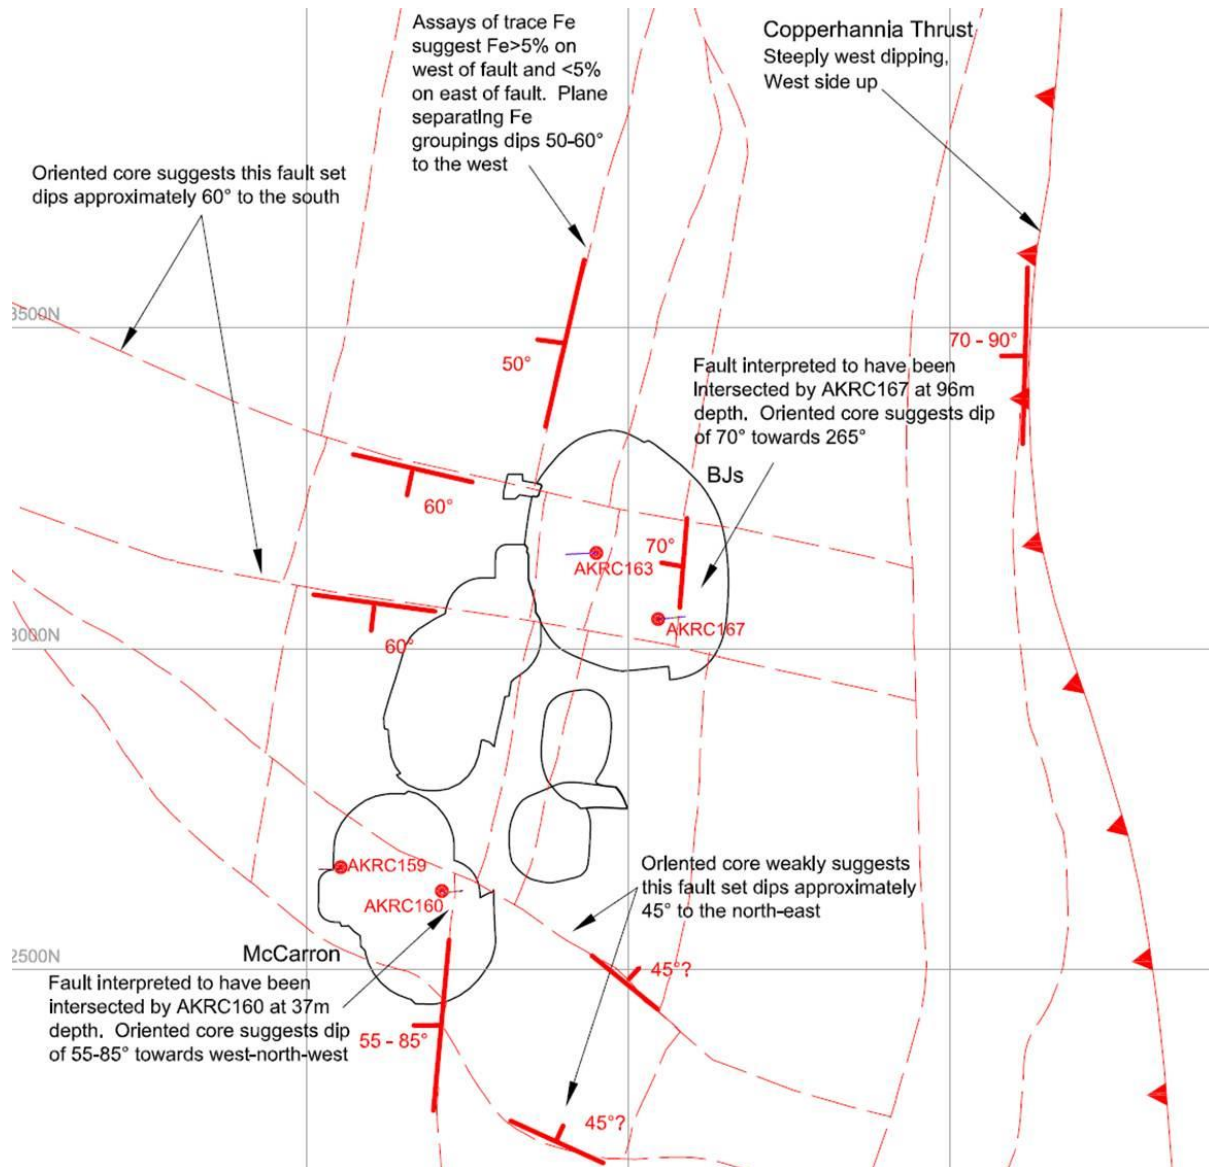 Assays of trace Fe
suggest Fe>5% on
west of fault and <5%
on east of fault. Plane
separating Fe
groupings dips 50-60°
to the west
Copperhannia Thrust
Steeply west dipping,
West side up
Oriented core suggests this fault set
dips approximately 60° to the south
3500N
50°
70 - 90°
Fault interpreted to have been
Intersected by AKRC167 at 96m
depth. Oriented core suggests dip
of 70° towards 265°
BJs
60°
70°
AKRC163
AKRC167
3000N
60°
AKRC159
AKRC160
Oriented core weakly suggests
this fault set dips approximately
45° to the north-east
McCarron
2500N
45°?
Fault interpreted to have been
intersected by AKRC160 at 37m
depth. Oriented core suggests dip
of 55-85° towards west-north-west
55 - 85°
45°?